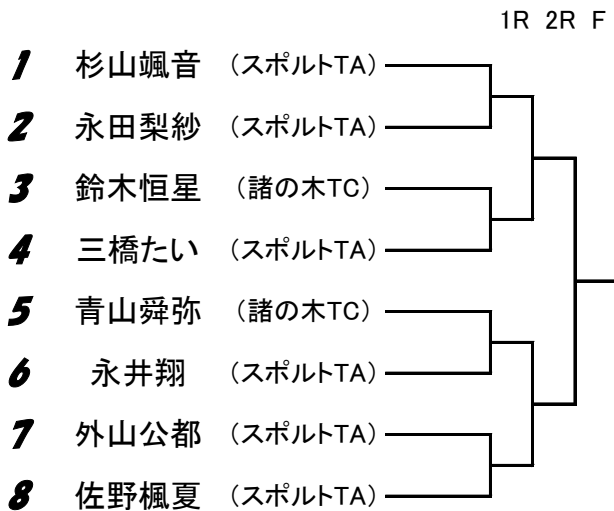 1R 2R F
1 杉山颯音 (スポルトTA)
2 永田梨紗 (スポルトTA)
3 鈴木恒星 (諸の木TC)
4 三橋たい (スポルトTA)
5 青山舜弥 (諸の木TC)
6 永井翔 (スポルトTA)
7 外山公都 (スポルトTA)
8 佐野楓夏 (スポルトTA)